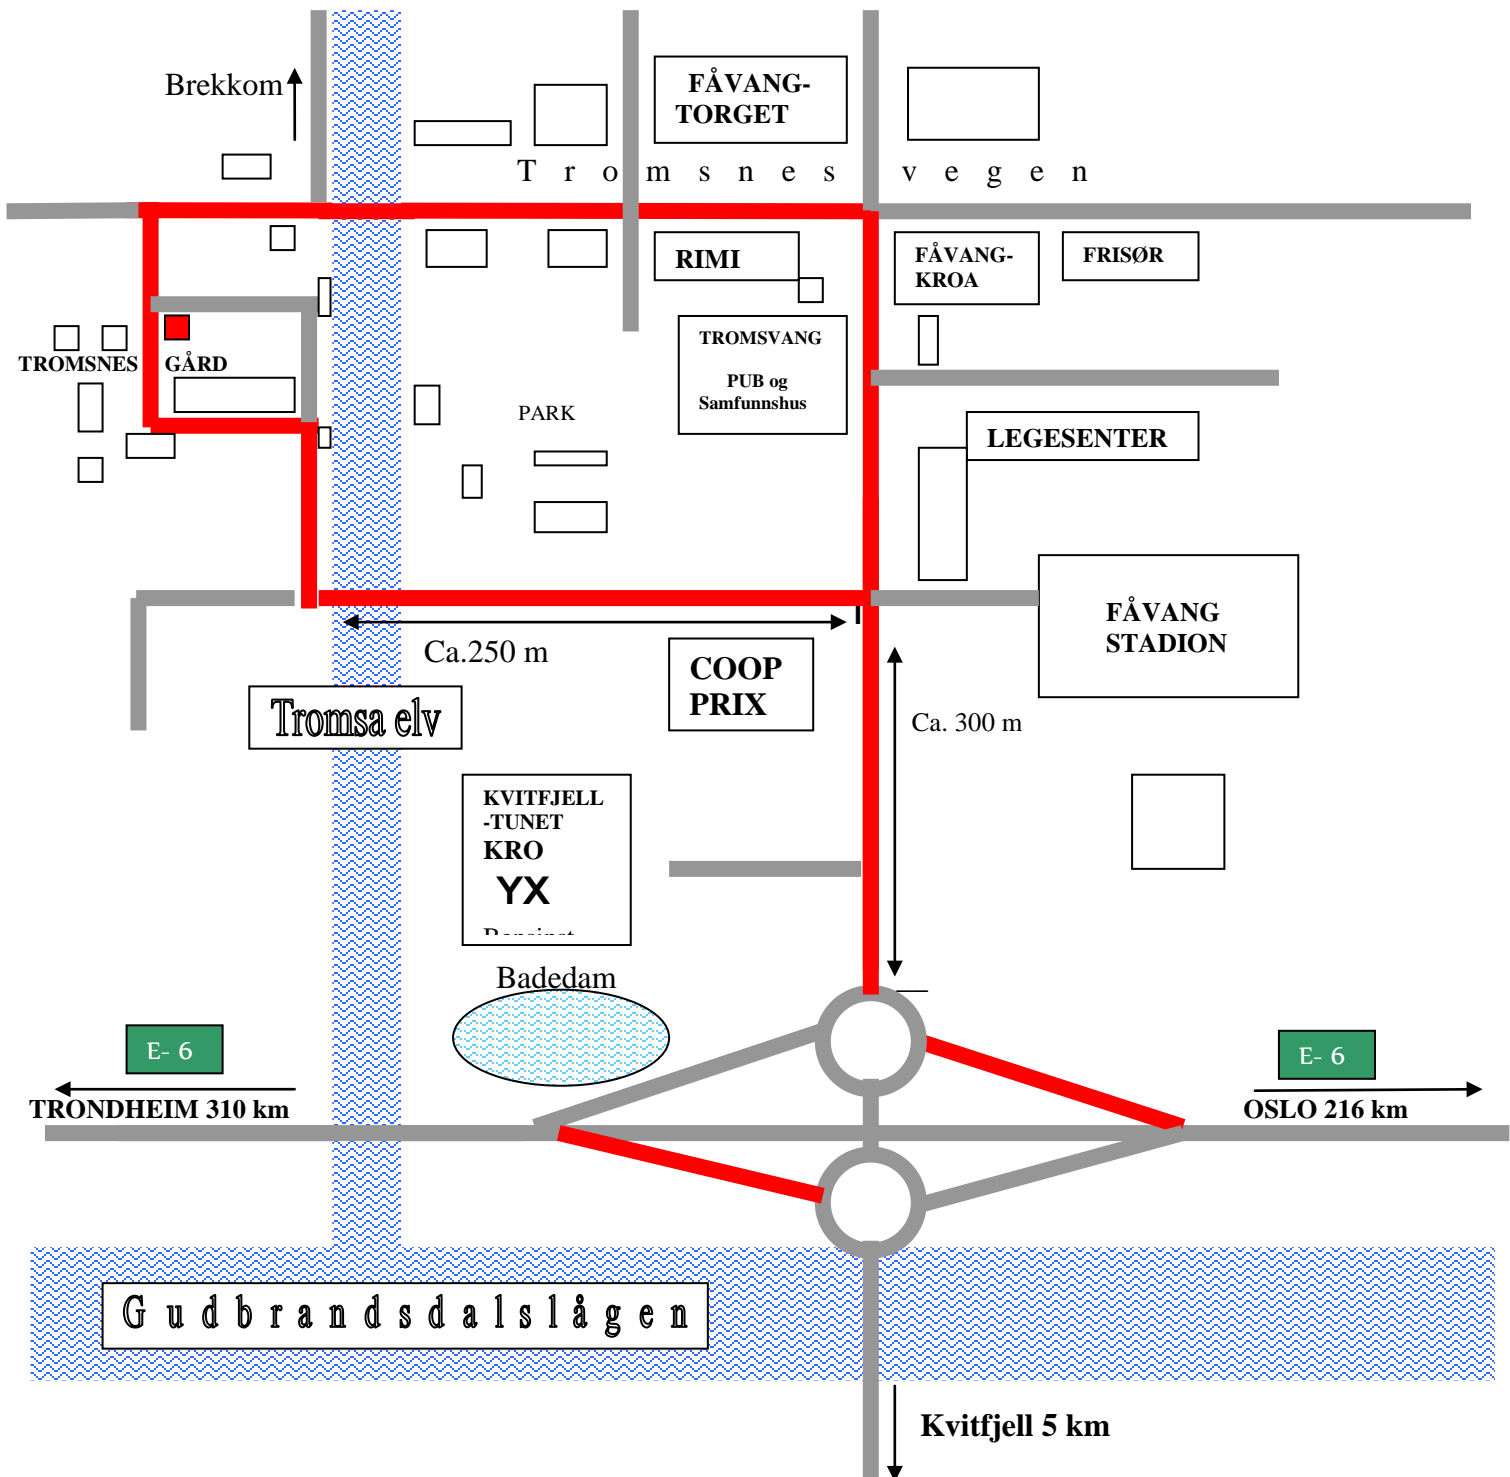 Brekkom
FÅVANG-
TORGET
Tromsnesvegen
RIMI
FÅVANG-
KROA
FRISØR
TROMSVANG
PUB og
Samfunnshus
TROMSNES GÅRD
PARK
LEGESENTER
FÅVANG
STADION
Ca.250 m
COOP
PRIX
Tromsa elv
Ca. 300 m
KVITFJELL
-TUNET
KRO
YX
Badedam
E- 6
TRONDHEIM 310 km
E- 6
OSLO 216 km
Gudbrandsdalslågen
Kvitfjell 5 km